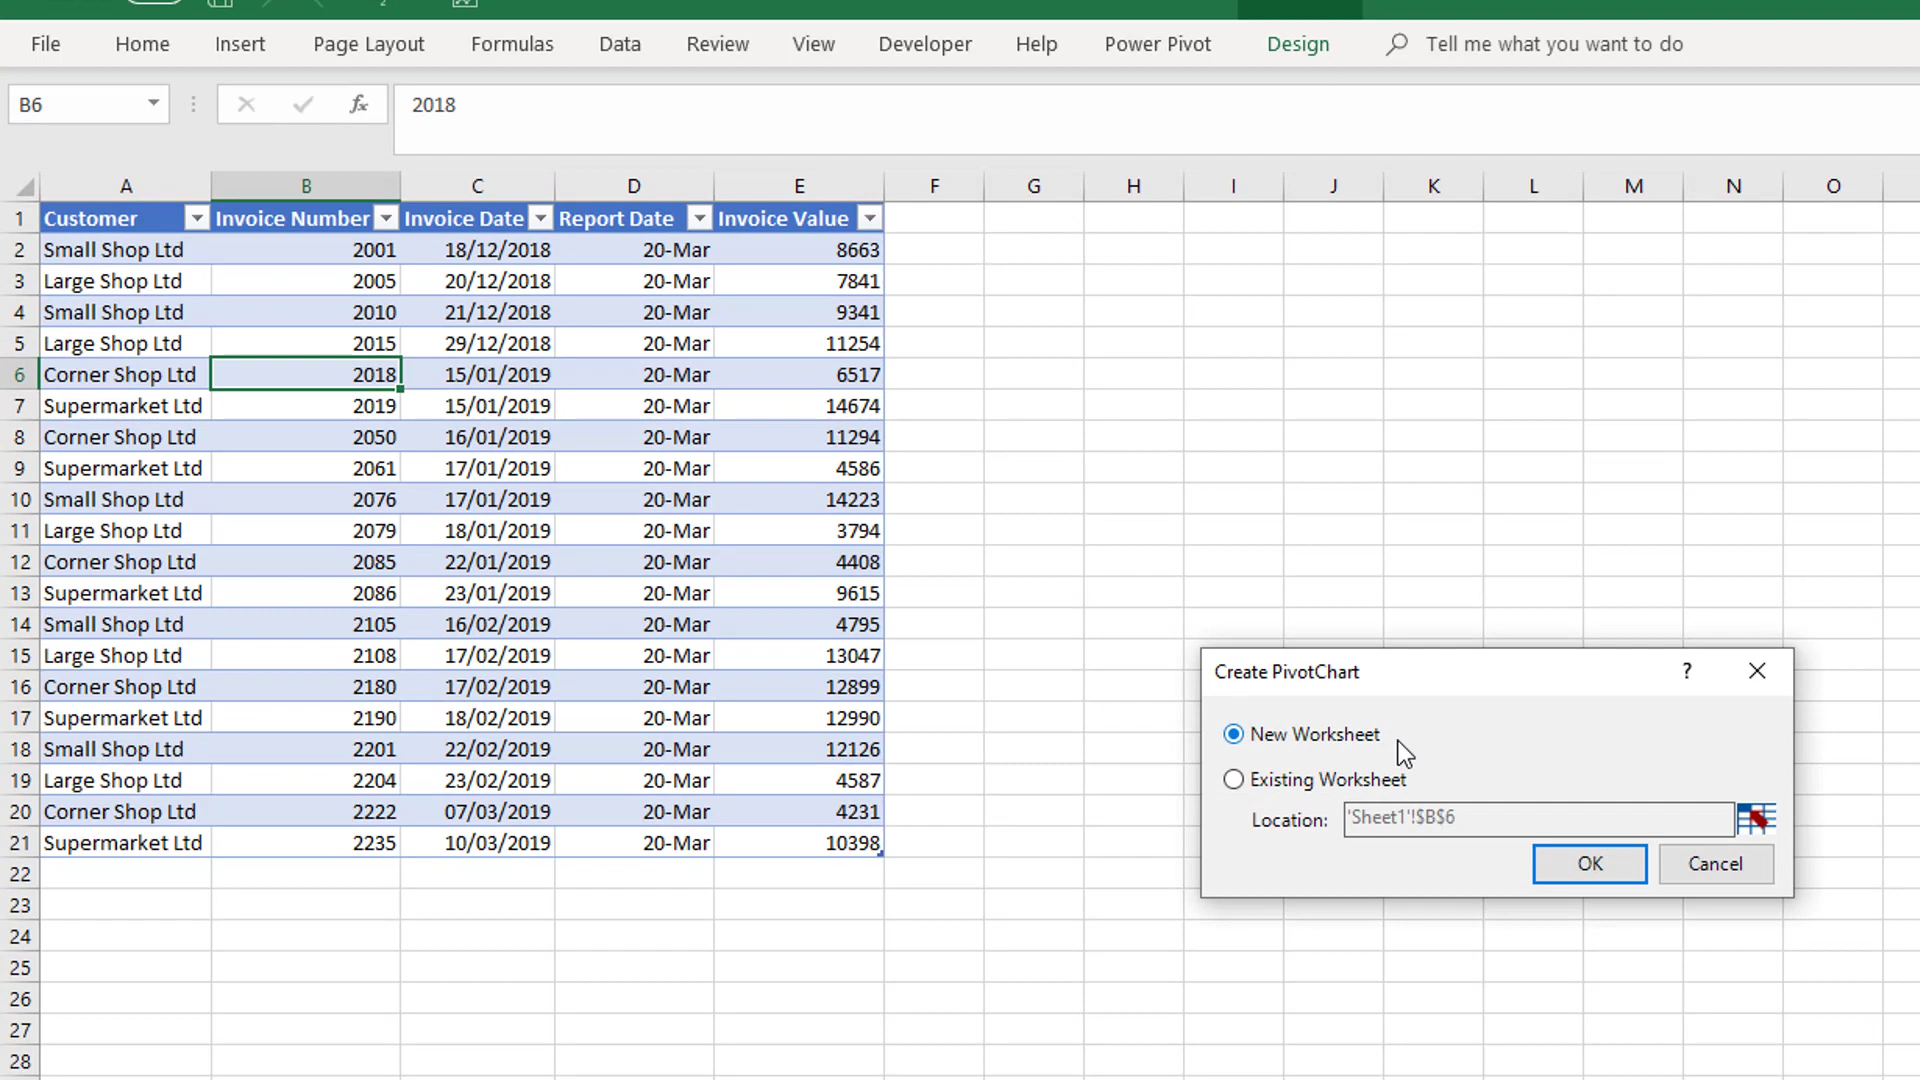 File Home Insert Page Layout Formulas Data Review View Developer Help Power Pivot Design Tell me what you want to do
B6 fx 2018
A B C D E F G H I J K L M N O
1 Customer Invoice Number Invoice Date Report Date Invoice Value
2 Small Shop Ltd 2001 18/12/2018 20-Mar 8663
3 Large Shop Ltd 2005 20/12/2018 20-Mar 7841
4 Small Shop Ltd 2010 21/12/2018 20-Mar 9341
5 Large Shop Ltd 2015 29/12/2018 20-Mar 11254
6 Corner Shop Ltd 2018 15/01/2019 20-Mar 6517
7 Supermarket Ltd 2019 15/01/2019 20-Mar 14674
8 Corner Shop Ltd 2050 16/01/2019 20-Mar 11294
9 Supermarket Ltd 2061 17/01/2019 20-Mar 4586
10 Small Shop Ltd 2076 17/01/2019 20-Mar 14223
11 Large Shop Ltd 2079 18/01/2019 20-Mar 3794
12 Corner Shop Ltd 2085 22/01/2019 20-Mar 4408
13 Supermarket Ltd 2086 23/01/2019 20-Mar 9615
14 Small Shop Ltd 2105 16/02/2019 20-Mar 4795
15 Large Shop Ltd 2108 17/02/2019 20-Mar 13047
16 Corner Shop Ltd 2180 17/02/2019 20-Mar 12899
17 Supermarket Ltd 2190 18/02/2019 20-Mar 12990
18 Small Shop Ltd 2201 22/02/2019 20-Mar 12126
19 Large Shop Ltd 2204 23/02/2019 20-Mar 4587
20 Corner Shop Ltd 2222 07/03/2019 20-Mar 4231
21 Supermarket Ltd 2235 10/03/2019 20-Mar 10398
22
23
24
25
26
27
28
Create PivotChart ?
New Worksheet
Existing Worksheet
Location: 'Sheet1'!$B$6
OK Cancel